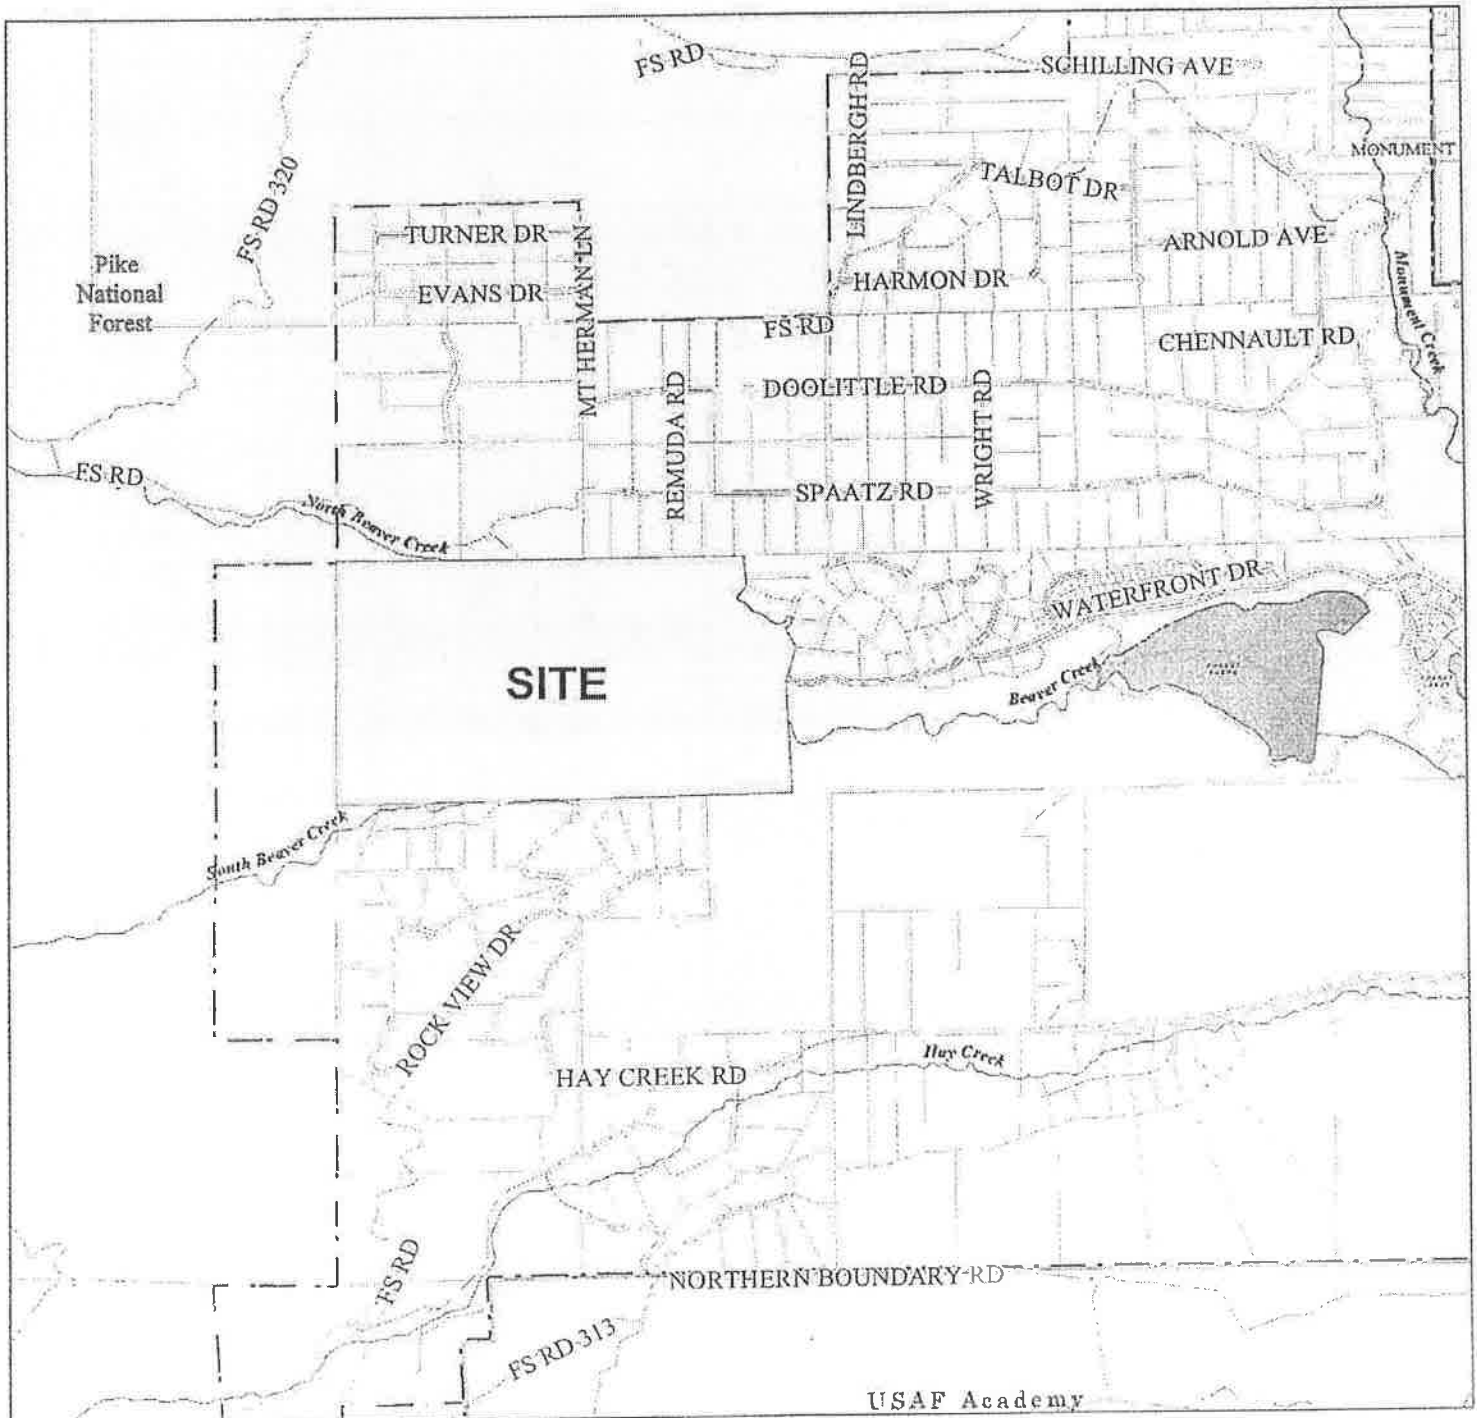 FS RD
SCHILLING AVE
LINDBERGH RD
MONUMENT
FS RD 320
TALBOT DR
TURNER DR
MT HERMAN LN
ARNOLD AVE
Pike
National
Forest
EVANS DR
HARMON DR
Monument Creek
FS RD
CHENNAULT RD
DOOLITTLE RD
REMUDA RD
WRIGHT RD
FS RD
SPAATZ RD
North Beaver Creek
WATERFRONT DR
SITE
Beaver Creek
South Beaver Creek
ROCK VIEW DR
Hay Creek
HAY CREEK RD
FS RD
NORTHERN BOUNDARY RD
FS RD 313
USAF Academy